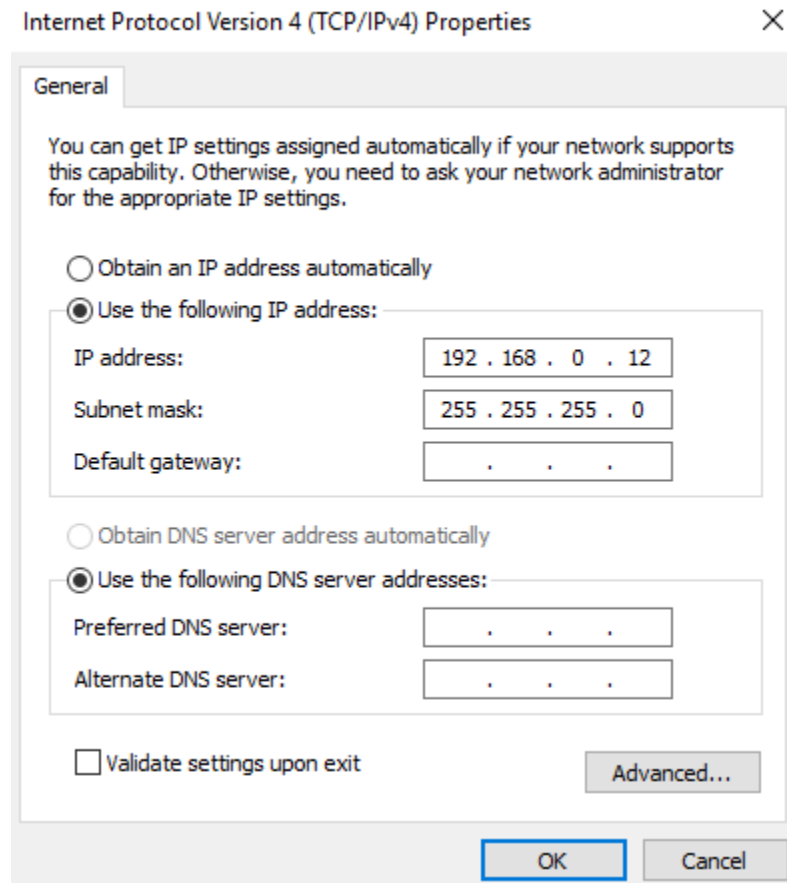 Internet Protocol Version 4 (TCP/IPv4) Properties
General
You can get IP settings assigned automatically if your network supports
this capability. Otherwise, you need to ask your network administrator
for the appropriate IP settings.
Obtain an IP address automatically
Use the following IP address:
IP address: 192 . 168 . 0 . 12
Subnet mask: 255 . 255 . 255 . 0
Default gateway: . . .
Obtain DNS server address automatically
Use the following DNS server addresses:
Preferred DNS server: . . .
Alternate DNS server: . . .
Validate settings upon exit
Advanced...
OK Cancel